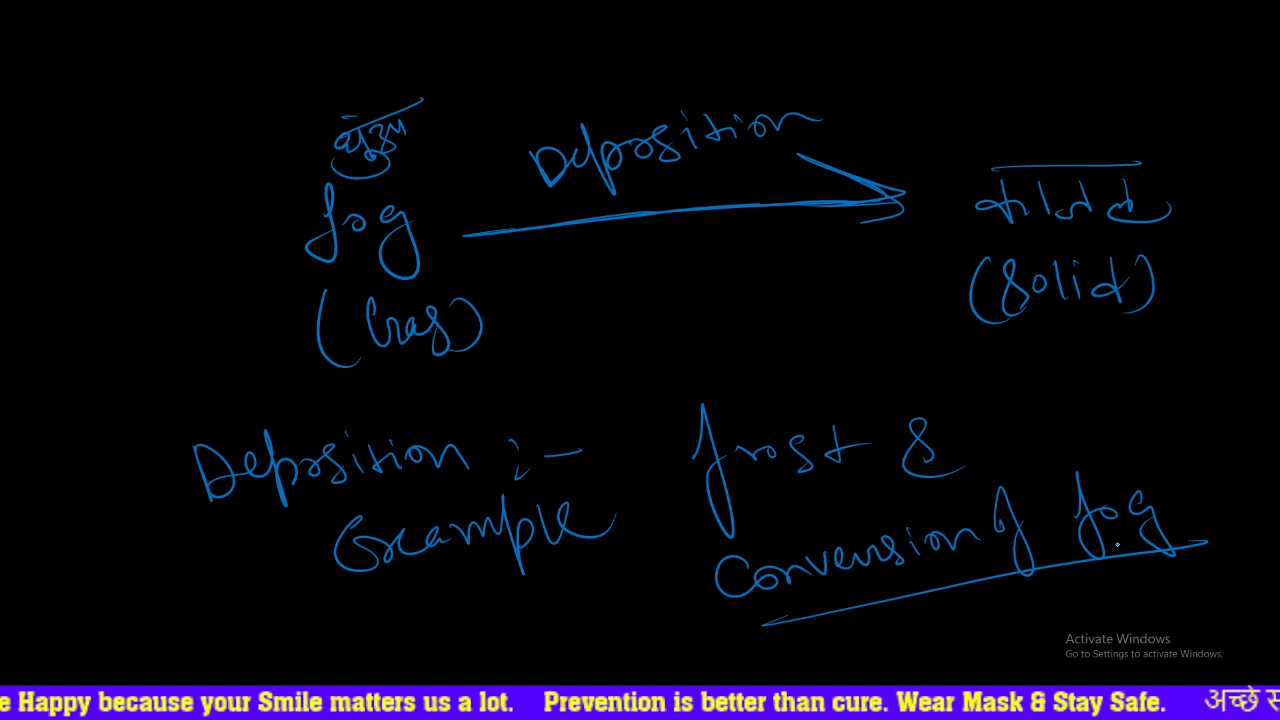 fog
Deposition
(Gas)
(Solid)
Deposition :-
Example
frost &
Conversion of fog
Activate Windows
Go to Settings to activate Windows.
e Happy because your Smile matters us a lot. Prevention is better than cure. Wear Mask & Stay Safe. अच्छे स